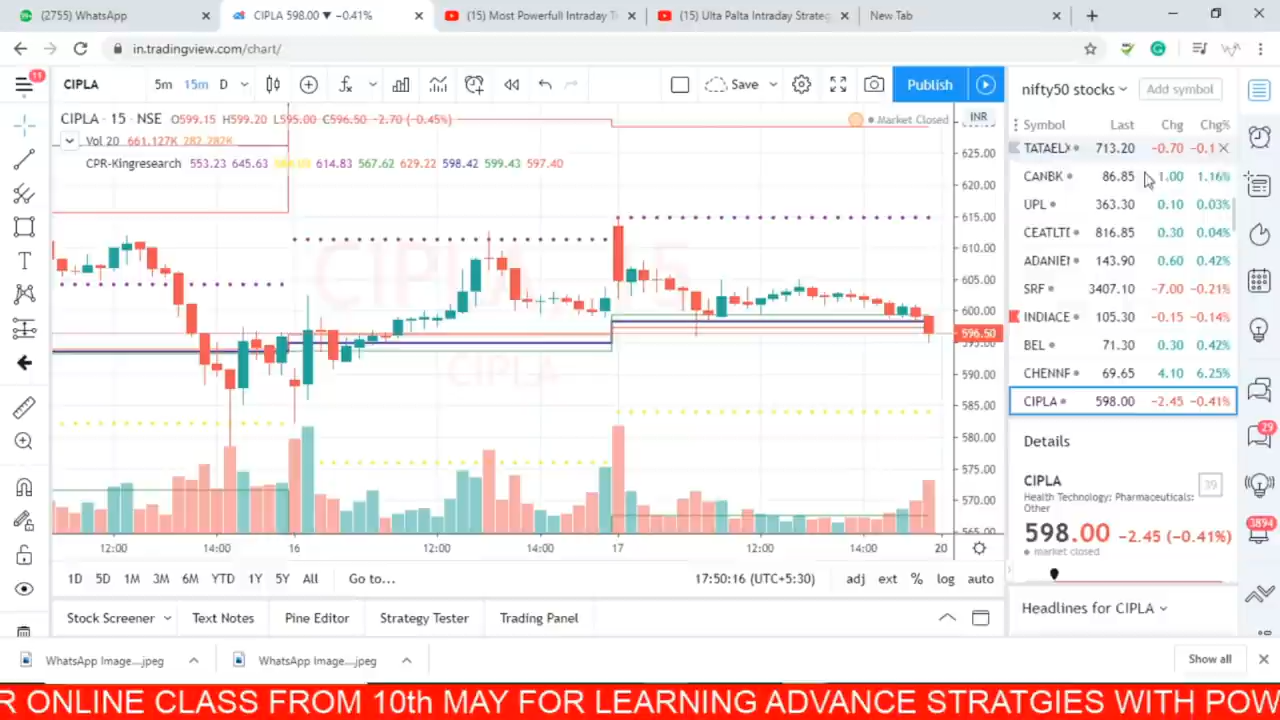 (2755) WhatsApp
CIPLA 598.00 ▼ −0.41%
(15) Most Powerfull Intraday T
(15) Ulta Palta Intraday Strateg
New Tab
in.tradingview.com/chart/
11
CIPLA
5m
15m
D
Save
Publish
nifty50 stocks
Add symbol
CIPLA · 15 · NSE O599.15 H599.20 L595.00 C596.50 −2.70 (−0.45%)
Market Closed
INR
Vol 20 661.127K 282.282K
CPR-Kingresearch 553.23 645.63 614.83 567.62 629.22 598.42 599.43 597.40
Symbol Last Chg Chg%
TATAELX 713.20 −0.70 −0.1
CANBK 86.85 1.00 1.16%
UPL 363.30 0.10 0.03%
CEATLTE 816.85 0.30 0.04%
ADANIEI 143.90 0.60 0.42%
SRF 3407.10 −7.00 −0.21%
INDIACE 105.30 −0.15 −0.14%
BEL 71.30 0.30 0.42%
CHENNF 69.65 4.10 6.25%
CIPLA 598.00 −2.45 −0.41%
625.00
620.00
615.00
610.00
605.00
600.00
596.50
595.00
590.00
585.00
580.00
575.00
570.00
565.00
CIPLA, 15
CIPLA
12:00 14:00 16 12:00 14:00 17 12:00 14:00 20
Details
CIPLA
39
Health Technology; Pharmaceuticals:
Other
598.00 −2.45 (−0.41%)
market closed
29
3894
Headlines for CIPLA
1D 5D 1M 3M 6M YTD 1Y 5Y All Go to...
17:50:16 (UTC+5:30) adj ext % log auto
Stock Screener Text Notes Pine Editor Strategy Tester Trading Panel
WhatsApp Image....jpeg
WhatsApp Image....jpeg
Show all
R ONLINE CLASS FROM 10th MAY FOR LEARNING ADVANCE STRATGIES WITH POW